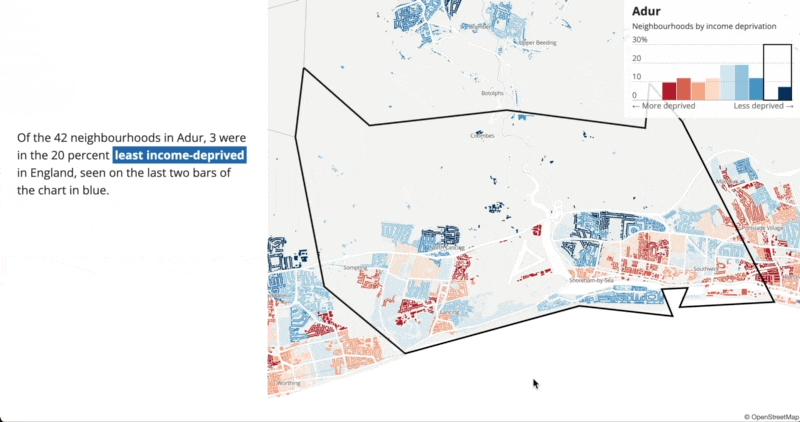 Adur
Neighbourhoods by income deprivation
30%
20
10
0
← More deprived
Less deprived →
Of the 42 neighbourhoods in Adur, 3 were
in the 20 percent least income-deprived
in England, seen on the last two bars of
the chart in blue.
Upper Beeding
Botolphs
Coombes
Sompting
Lancing
Shoreham-by-Sea
Southwick
Portslade Village
Worthing
© OpenStreetMap